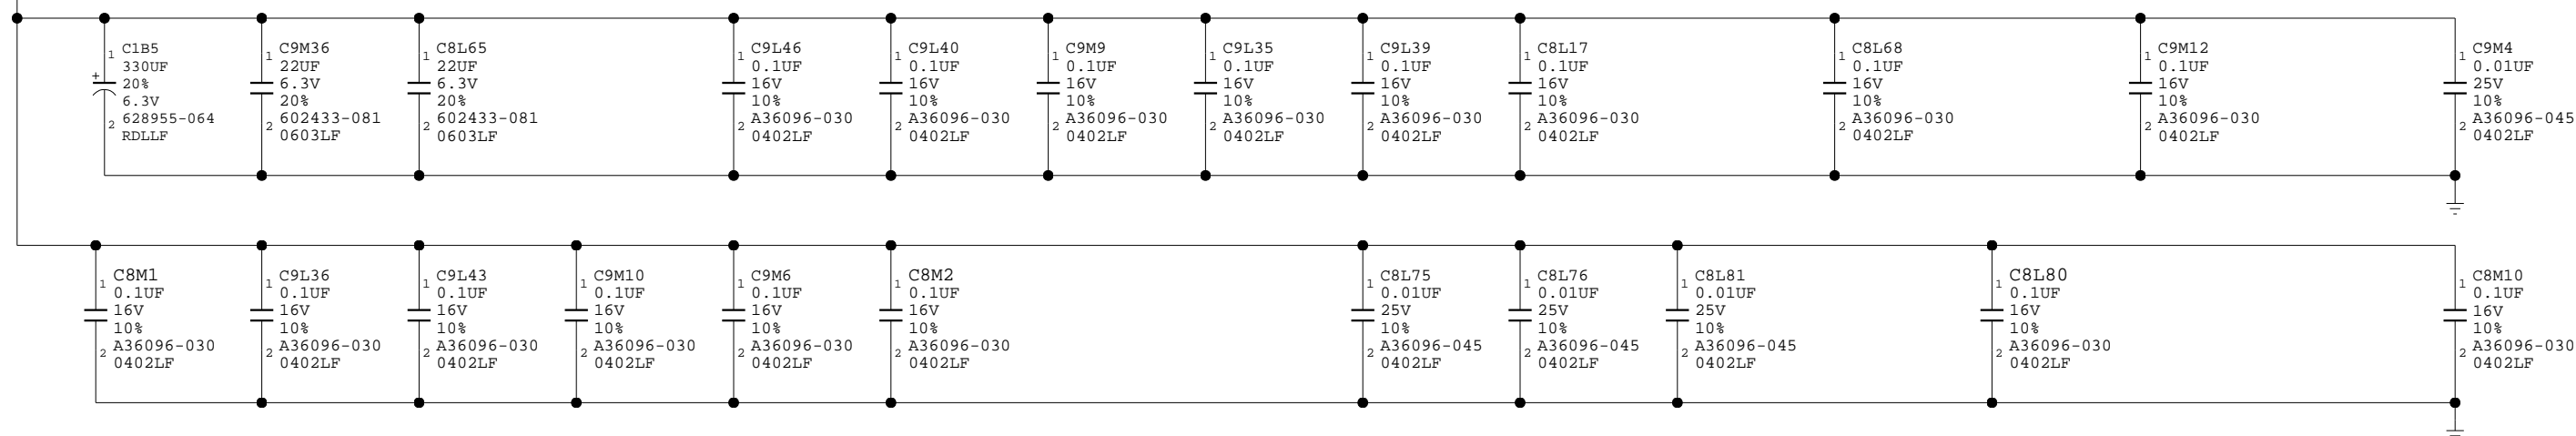 1
C1B5
330UF
+
20%
6.3V
2
628955-064
RDLLF
1
C9M36
22UF
6.3V
20%
2
602433-081
0603LF
1
C8L65
22UF
6.3V
20%
2
602433-081
0603LF
1
C9L46
0.1UF
16V
10%
2
A36096-030
0402LF
1
C9L40
0.1UF
16V
10%
2
A36096-030
0402LF
1
C9M9
0.1UF
16V
10%
2
A36096-030
0402LF
1
C9L35
0.1UF
16V
10%
2
A36096-030
0402LF
1
C9L39
0.1UF
16V
10%
2
A36096-030
0402LF
1
C8L17
0.1UF
16V
10%
2
A36096-030
0402LF
1
C8L68
0.1UF
16V
10%
2
A36096-030
0402LF
1
C9M12
0.1UF
16V
10%
2
A36096-030
0402LF
1
C9M4
0.01UF
25V
10%
2
A36096-045
0402LF
1
C8M1
0.1UF
16V
10%
2
A36096-030
0402LF
1
C9L36
0.1UF
16V
10%
2
A36096-030
0402LF
1
C9L43
0.1UF
16V
10%
2
A36096-030
0402LF
1
C9M10
0.1UF
16V
10%
2
A36096-030
0402LF
1
C9M6
0.1UF
16V
10%
2
A36096-030
0402LF
1
C8M2
0.1UF
16V
10%
2
A36096-030
0402LF
1
C8L75
0.01UF
25V
10%
2
A36096-045
0402LF
1
C8L76
0.01UF
25V
10%
2
A36096-045
0402LF
1
C8L81
0.01UF
25V
10%
2
A36096-045
0402LF
1
C8L80
0.1UF
16V
10%
2
A36096-030
0402LF
1
C8M10
0.1UF
16V
10%
2
A36096-030
0402LF